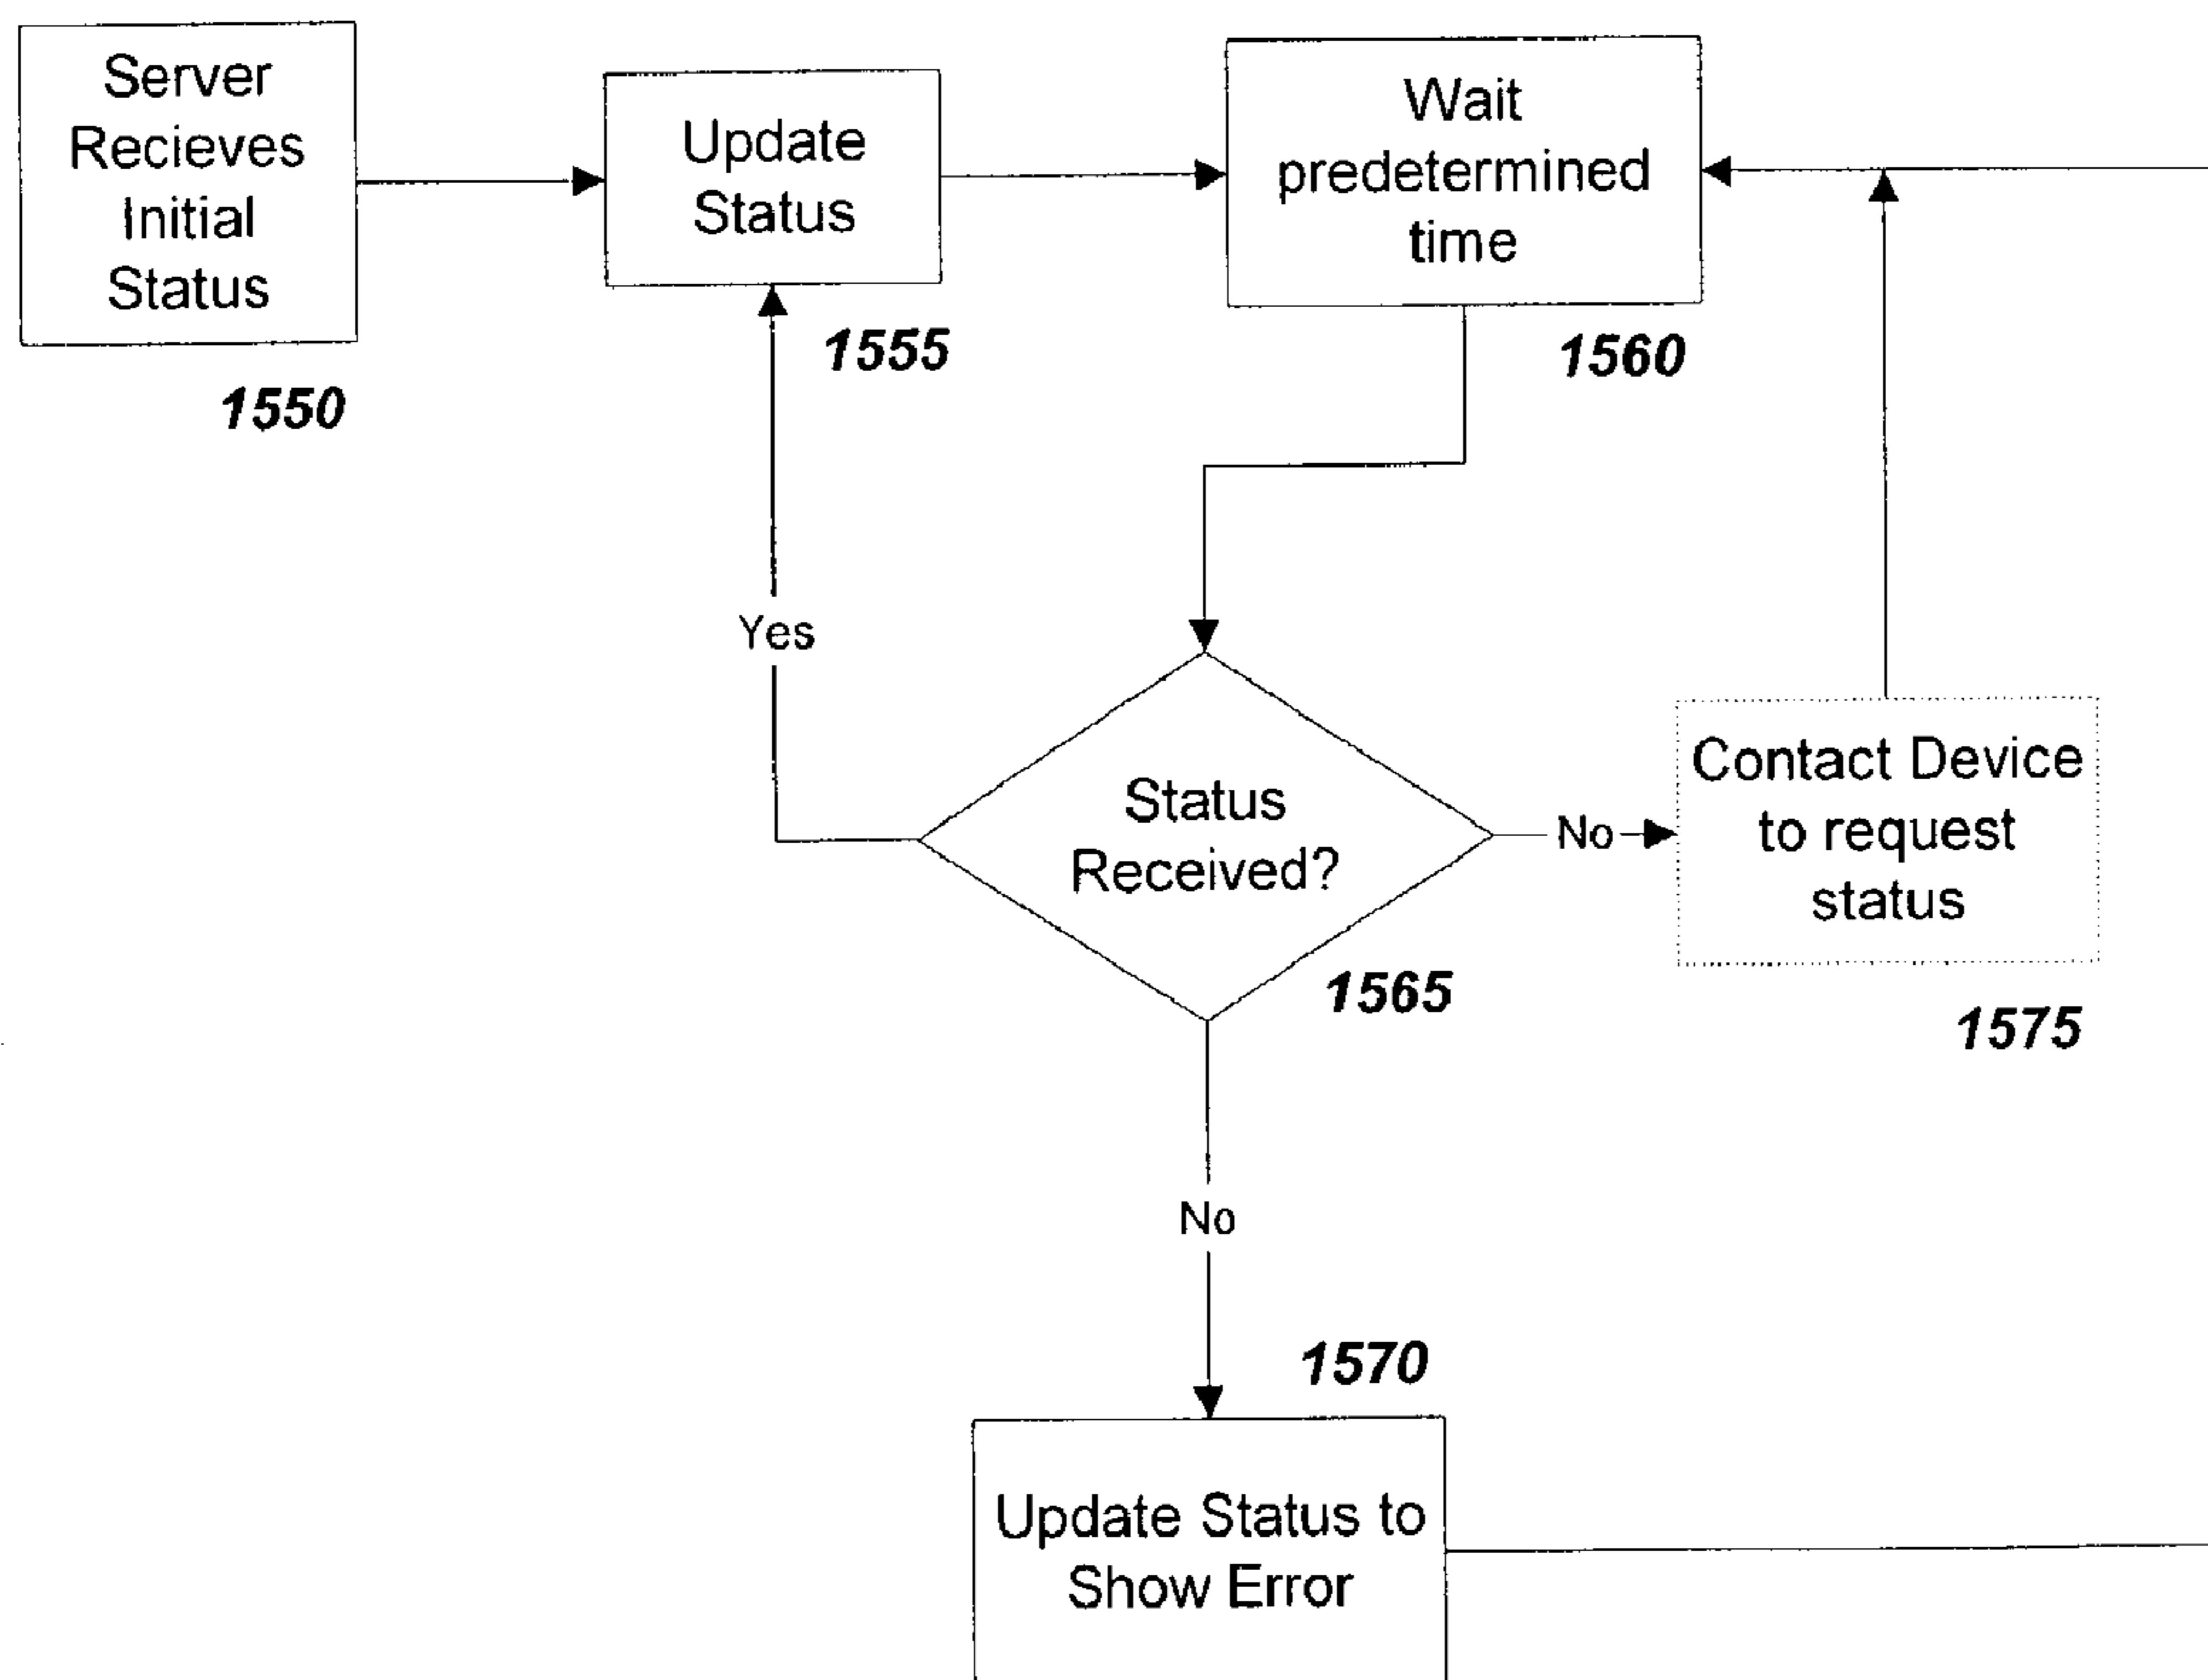 Server
Recieves
Initial
Status
1550
Update
Status
1555
Wait
predetermined
time
1560
Yes
Status
Received?
1565
No
Contact Device
to request
status
1575
No
1570
Update Status to
Show Error